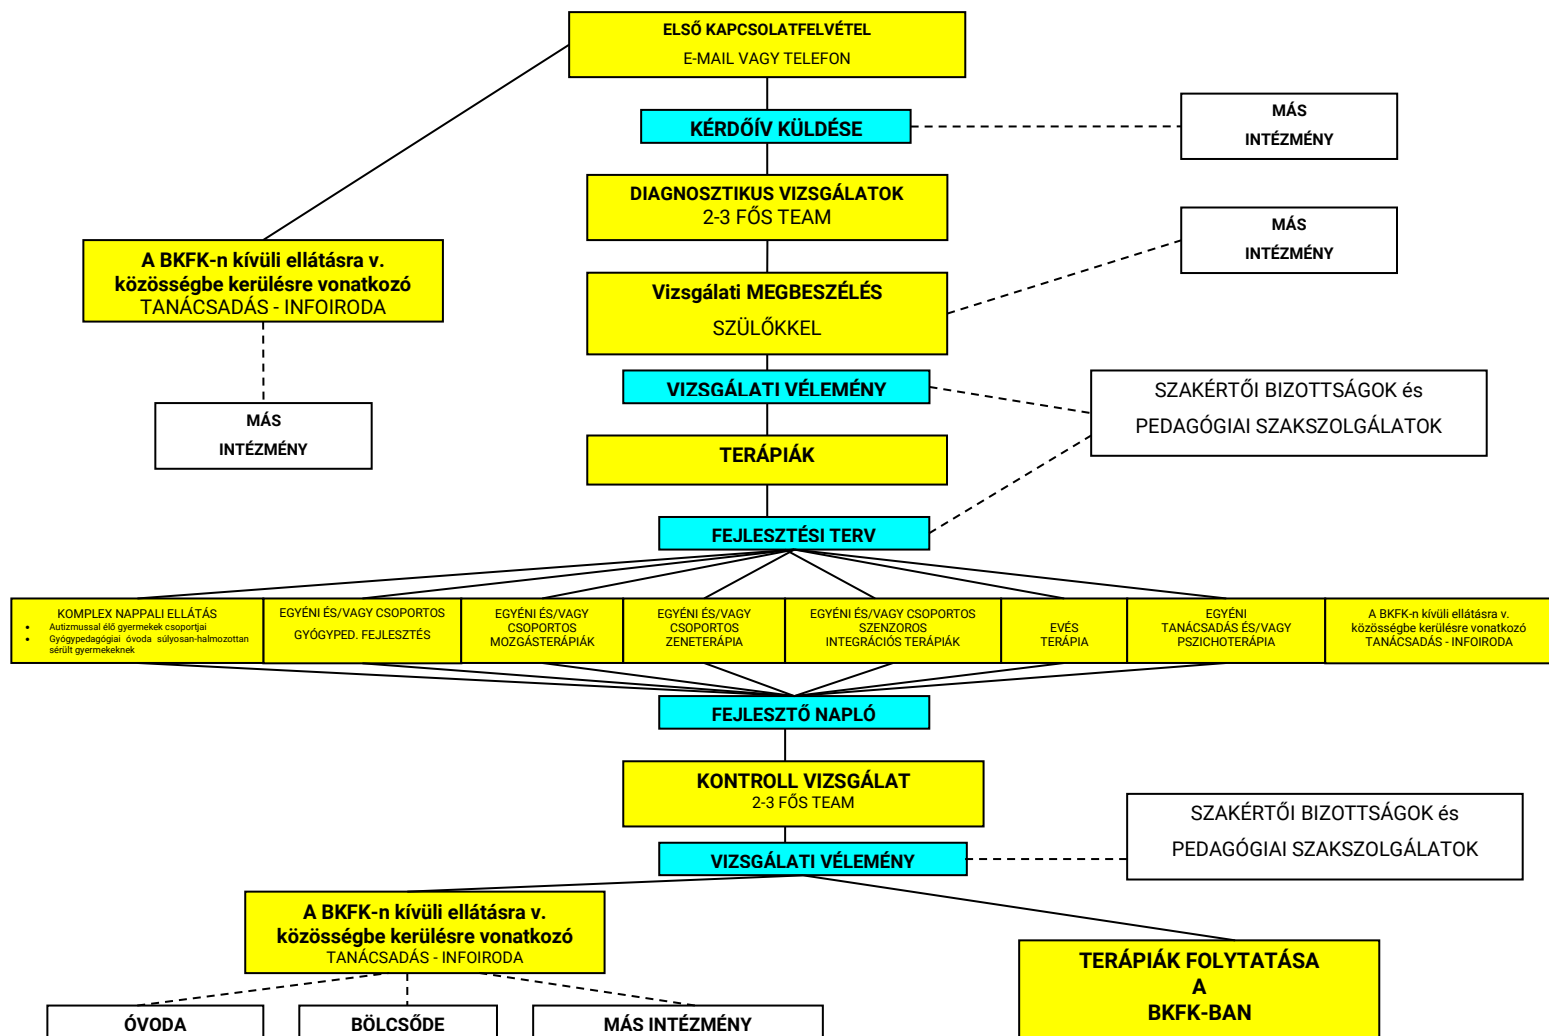 ELSŐ KAPCSOLATFELVÉTEL
E-MAIL VAGY TELEFON
KÉRDŐÍV KÜLDÉSE
MÁS
INTÉZMÉNY
DIAGNOSZTIKUS VIZSGÁLATOK
2-3 FŐS TEAM
MÁS
INTÉZMÉNY
A BKFK-n kívüli ellátásra v.
közösségbe kerülésre vonatkozó
TANÁCSADÁS - INFOIRODA
Vizsgálati MEGBESZÉLÉS
SZÜLŐKKEL
MÁS
INTÉZMÉNY
VIZSGÁLATI VÉLEMÉNY
SZAKÉRTŐI BIZOTTSÁGOK és
PEDAGÓGIAI SZAKSZOLGÁLATOK
TERÁPIÁK
FEJLESZTÉSI TERV
KOMPLEX NAPPALI ELLÁTÁS
• Autizmussal élő gyermekek csoportjai
• Gyógypedagógiai óvoda súlyosan-halmozottan
sérült gyermekeknek
EGYÉNI ÉS/VAGY CSOPORTOS
GYÓGYPED. FEJLESZTÉS
EGYÉNI ÉS/VAGY
CSOPORTOS
MOZGÁSTERÁPIÁK
EGYÉNI ÉS/VAGY
CSOPORTOS
ZENETERÁPIA
EGYÉNI ÉS/VAGY CSOPORTOS
SZENZOROS
INTEGRÁCIÓS TERÁPIÁK
EVÉS
TERÁPIA
EGYÉNI
TANÁCSADÁS ÉS/VAGY
PSZICHOTERÁPIA
A BKFK-n kívüli ellátásra v.
közösségbe kerülésre vonatkozó
TANÁCSADÁS - INFOIRODA
FEJLESZTŐ NAPLÓ
KONTROLL VIZSGÁLAT
2-3 FŐS TEAM
SZAKÉRTŐI BIZOTTSÁGOK és
PEDAGÓGIAI SZAKSZOLGÁLATOK
VIZSGÁLATI VÉLEMÉNY
A BKFK-n kívüli ellátásra v.
közösségbe kerülésre vonatkozó
TANÁCSADÁS - INFOIRODA
TERÁPIÁK FOLYTATÁSA
A
BKFK-BAN
ÓVODA
BÖLCSŐDE
MÁS INTÉZMÉNY